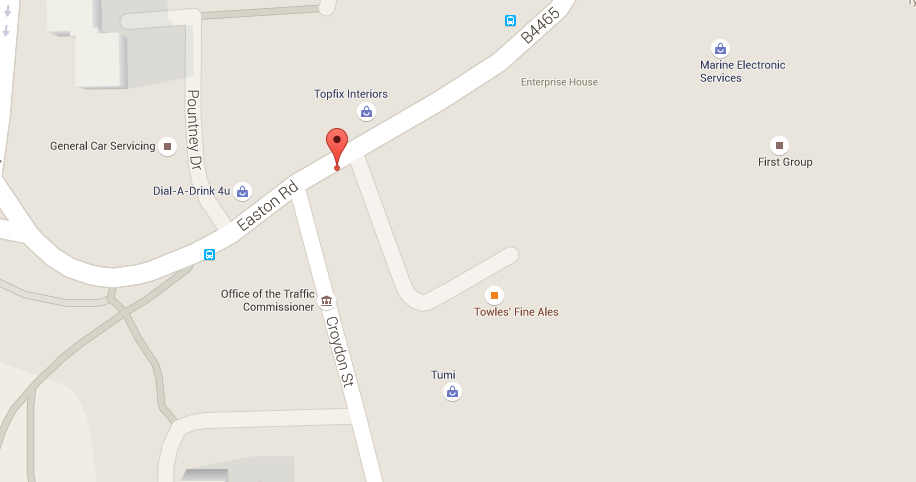 B4465
Marine Electronic
Services
Enterprise House
Topfix Interiors
Pountney Dr
General Car Servicing
First Group
Dial-A-Drink 4u
Easton Rd
Office of the Traffic
Commissioner
Towles' Fine Ales
Croydon St
Tumi